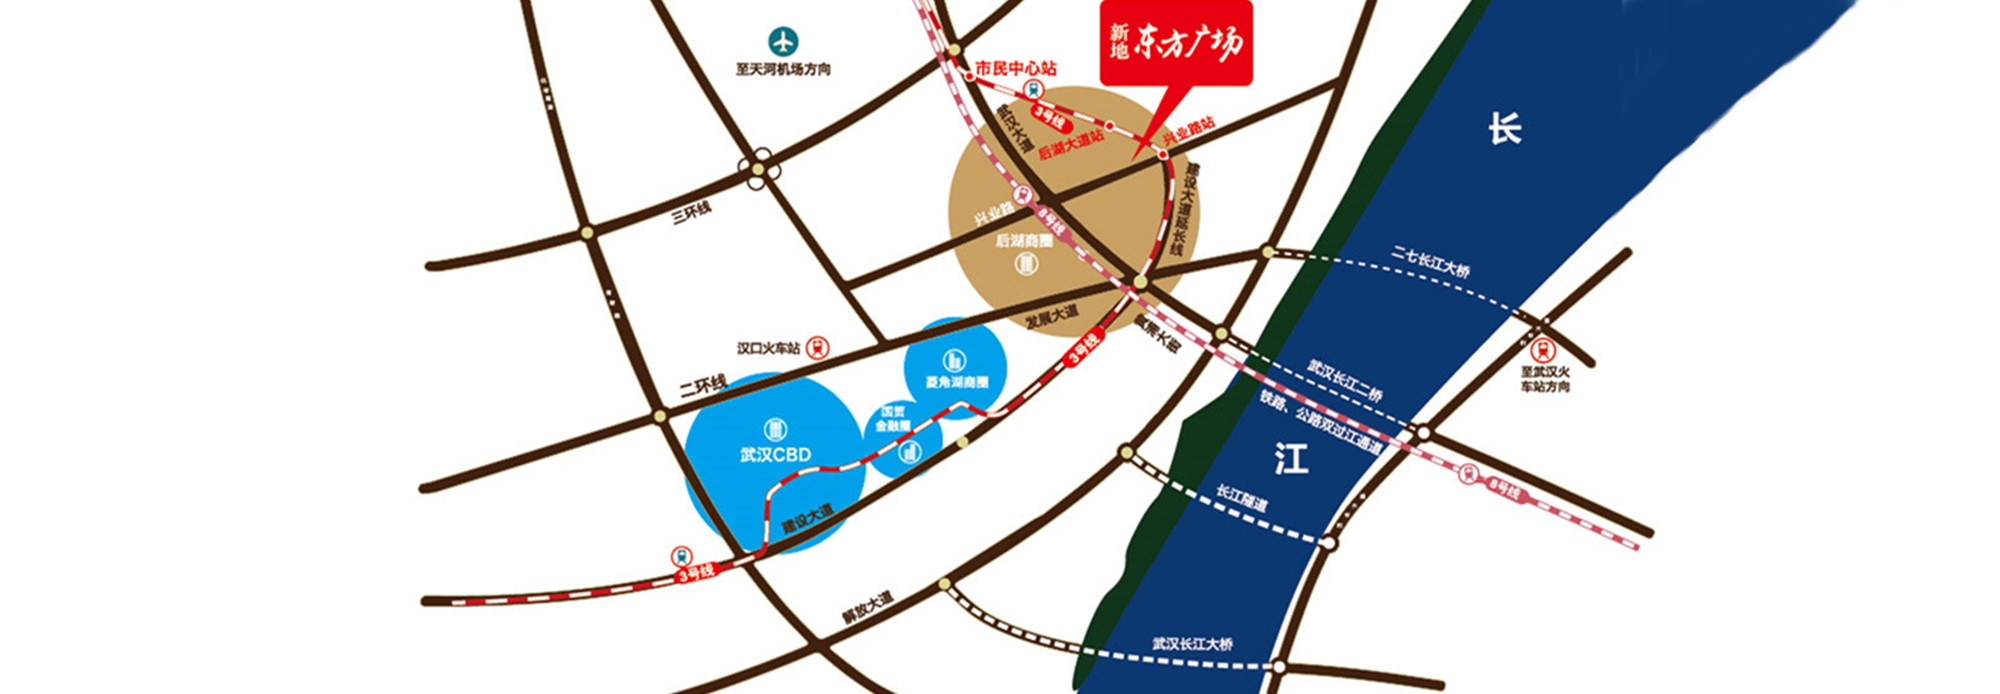 新地
东方广场
至天河机场方向
市民中心站
3号线
武汉大道
后湖大道站
兴业路站
建设大道延长线
三环线
兴业路
8号线
后湖商圈
长
二七长江大桥
发展大道
黄浦大街
汉口火车站
3号线
二环线
菱角湖商圈
武汉长江二桥
至武汉火
车站方向
国贸
金融圈
铁路、公路双过江通道
武汉CBD
江
8号线
长江隧道
建设大道
3号线
解放大道
武汉长江大桥